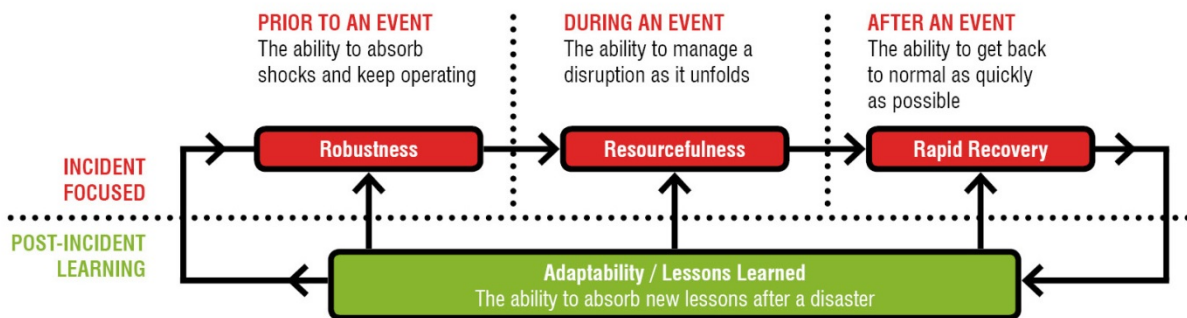 PRIOR TO AN EVENT
The ability to absorb
shocks and keep operating
DURING AN EVENT
The ability to manage a
disruption as it unfolds
AFTER AN EVENT
The ability to get back
to normal as quickly
as possible
INCIDENT
FOCUSED
Robustness
Resourcefulness
Rapid Recovery
POST-INCIDENT
LEARNING
Adaptability / Lessons Learned
The ability to absorb new lessons after a disaster